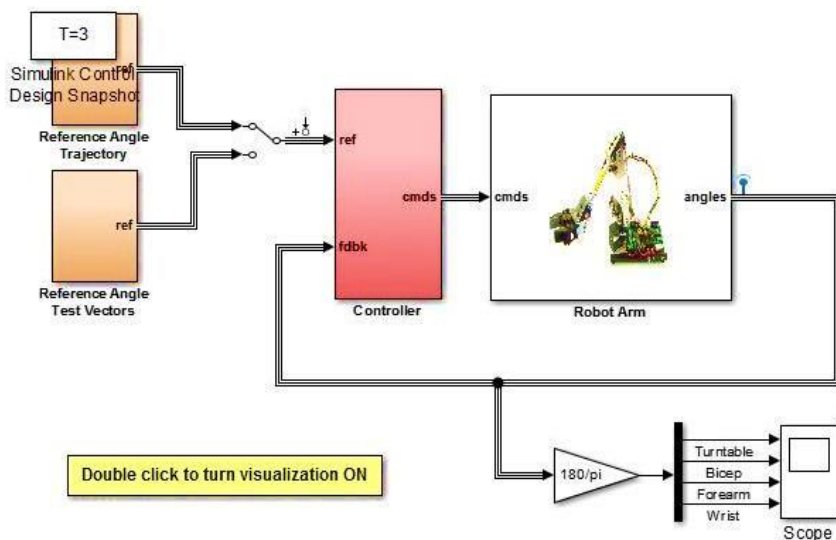 T=3
ref
Simulink Control
Design Snapshot
Reference Angle
Trajectory
ref
Reference Angle
Test Vectors
+
ref
cmds
fdbk
Controller
cmds
angles
Robot Arm
Double click to turn visualization ON
180/pi
Turntable
Bicep
Forearm
Wrist
Scope